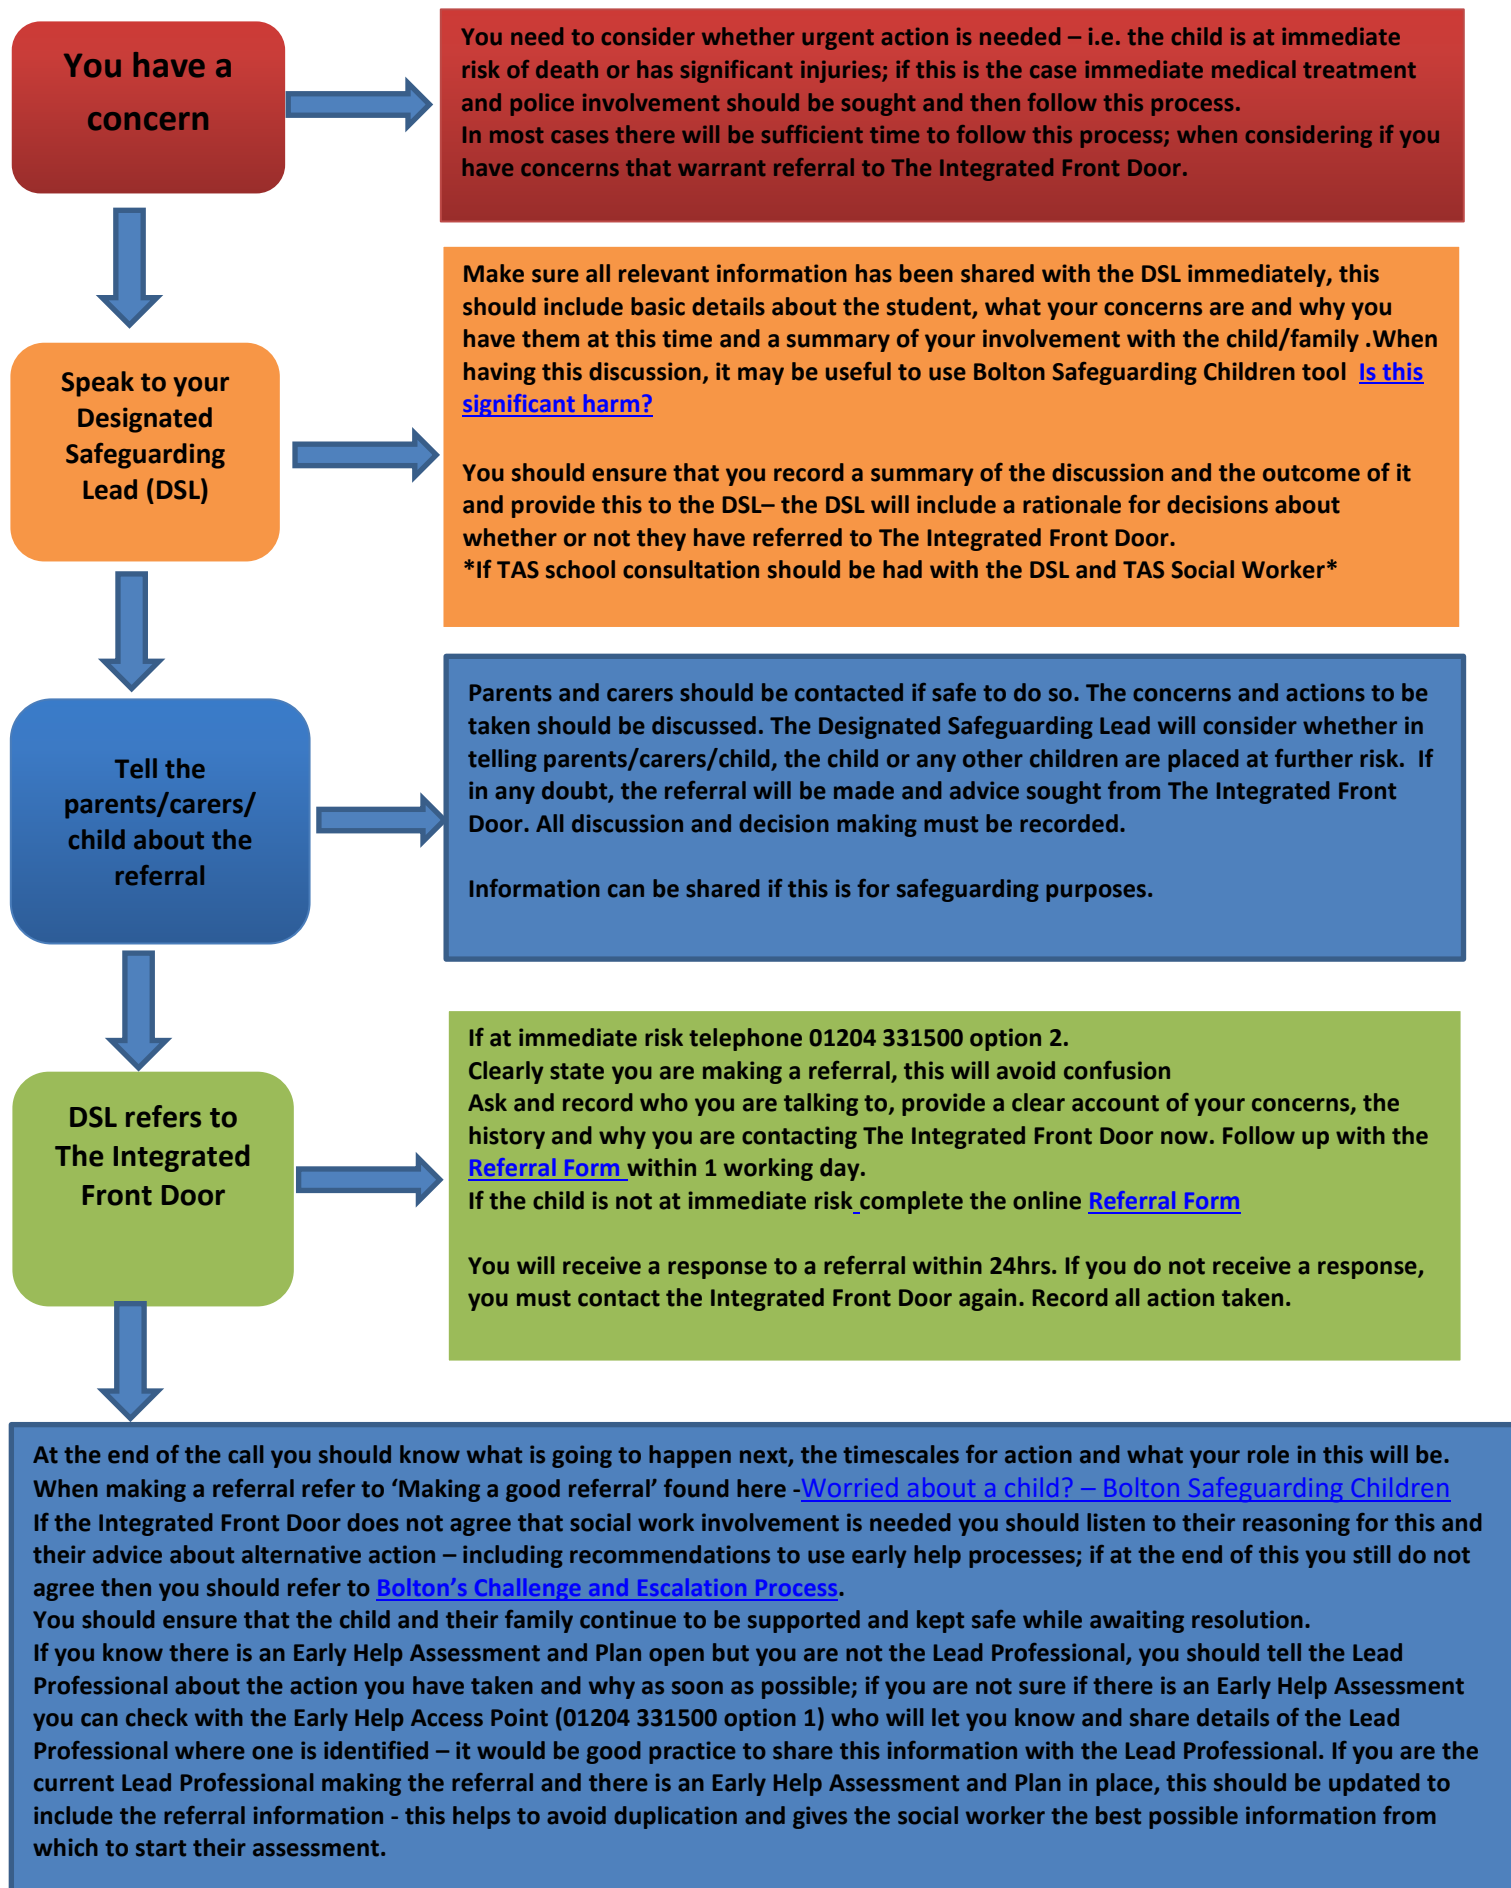 You have a
concern
You need to consider whether urgent action is needed – i.e. the child is at immediate
risk of death or has significant injuries; if this is the case immediate medical treatment
and police involvement should be sought and then follow this process.
In most cases there will be sufficient time to follow this process; when considering if you
have concerns that warrant referral to The Integrated Front Door.
Speak to your
Designated
Safeguarding
Lead (DSL)
Make sure all relevant information has been shared with the DSL immediately, this
should include basic details about the student, what your concerns are and why you
have them at this time and a summary of your involvement with the child/family .When
having this discussion, it may be useful to use Bolton Safeguarding Children tool Is this
significant harm?
You should ensure that you record a summary of the discussion and the outcome of it
and provide this to the DSL– the DSL will include a rationale for decisions about
whether or not they have referred to The Integrated Front Door.
*If TAS school consultation should be had with the DSL and TAS Social Worker*
Tell the
parents/carers/
child about the
referral
Parents and carers should be contacted if safe to do so. The concerns and actions to be
taken should be discussed. The Designated Safeguarding Lead will consider whether in
telling parents/carers/child, the child or any other children are placed at further risk. If
in any doubt, the referral will be made and advice sought from The Integrated Front
Door. All discussion and decision making must be recorded.
Information can be shared if this is for safeguarding purposes.
DSL refers to
The Integrated
Front Door
If at immediate risk telephone 01204 331500 option 2.
Clearly state you are making a referral, this will avoid confusion
Ask and record who you are talking to, provide a clear account of your concerns, the
history and why you are contacting The Integrated Front Door now. Follow up with the
Referral Form within 1 working day.
If the child is not at immediate risk complete the online Referral Form
You will receive a response to a referral within 24hrs. If you do not receive a response,
you must contact the Integrated Front Door again. Record all action taken.
At the end of the call you should know what is going to happen next, the timescales for action and what your role in this will be.
When making a referral refer to ‘Making a good referral’ found here -Worried about a child? – Bolton Safeguarding Children
If the Integrated Front Door does not agree that social work involvement is needed you should listen to their reasoning for this and
their advice about alternative action – including recommendations to use early help processes; if at the end of this you still do not
agree then you should refer to Bolton’s Challenge and Escalation Process.
You should ensure that the child and their family continue to be supported and kept safe while awaiting resolution.
If you know there is an Early Help Assessment and Plan open but you are not the Lead Professional, you should tell the Lead
Professional about the action you have taken and why as soon as possible; if you are not sure if there is an Early Help Assessment
you can check with the Early Help Access Point (01204 331500 option 1) who will let you know and share details of the Lead
Professional where one is identified – it would be good practice to share this information with the Lead Professional. If you are the
current Lead Professional making the referral and there is an Early Help Assessment and Plan in place, this should be updated to
include the referral information - this helps to avoid duplication and gives the social worker the best possible information from
which to start their assessment.